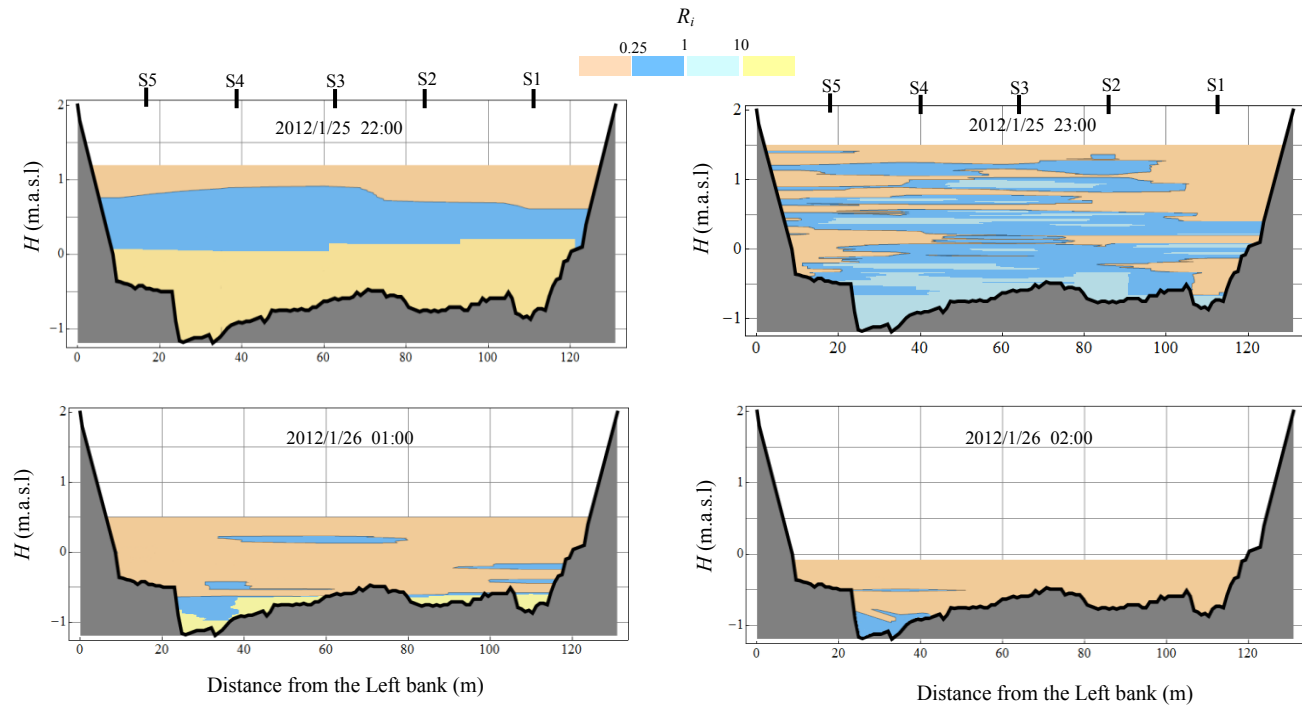 R_i
0.25 1 10
S5 S4 S3 S2 S1
S5 S4 S3 S2 S1
2012/1/25 22:00
2
1
0
−1
H (m.a.s.l)
0 20 40 60 80 100 120
2012/1/25 23:00
2
1
0
−1
H (m.a.s.l)
0 20 40 60 80 100 120
2012/1/26 01:00
2
1
0
−1
H (m.a.s.l)
0 20 40 60 80 100 120
Distance from the Left bank (m)
2012/1/26 02:00
2
1
0
−1
H (m.a.s.l)
0 20 40 60 80 100 120
Distance from the Left bank (m)